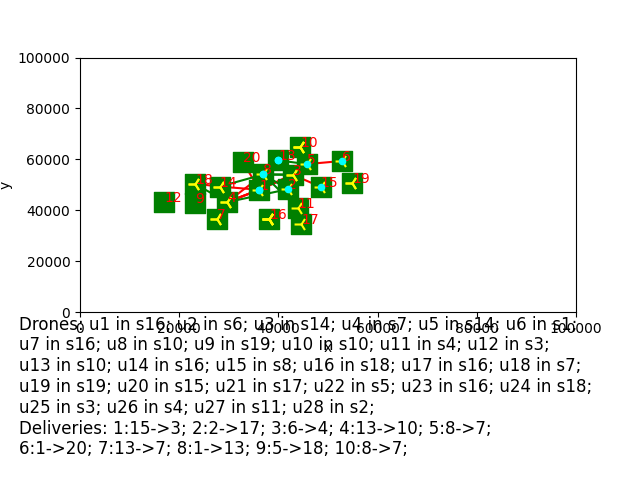 100000
80000
60000
40000
20000
0
y
0 20000 40000 60000 80000 100000
x
Drones: u1 in s16; u2 in s6; u3 in s14; u4 in s7; u5 in s14; u6 in s1;
u7 in s16; u8 in s10; u9 in s19; u10 in s10; u11 in s4; u12 in s3;
u13 in s10; u14 in s16; u15 in s8; u16 in s18; u17 in s16; u18 in s7;
u19 in s19; u20 in s15; u21 in s17; u22 in s5; u23 in s16; u24 in s18;
u25 in s3; u26 in s4; u27 in s11; u28 in s2;
Deliveries: 1:15->3; 2:2->17; 3:6->4; 4:13->10; 5:8->7;
6:1->20; 7:13->7; 8:1->13; 9:5->18; 10:8->7;